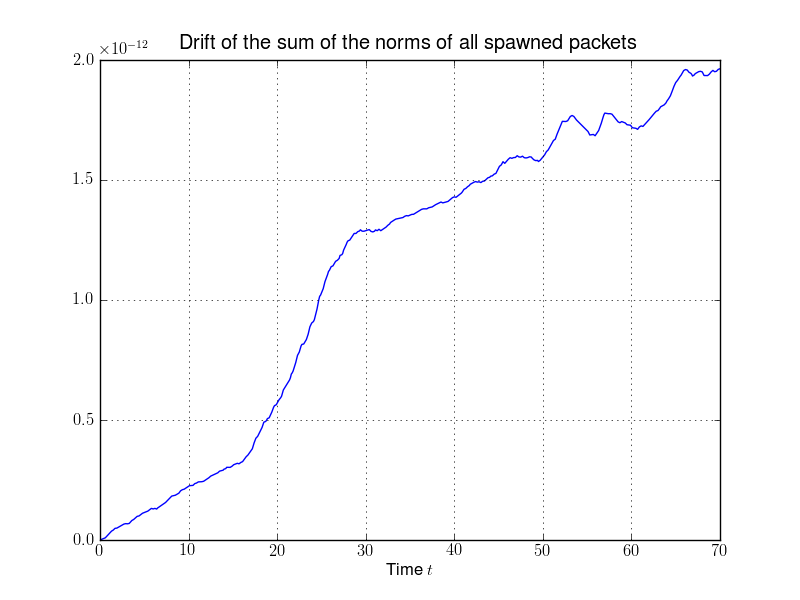 Drift of the sum of the norms of all spawned packets
×10⁻¹²
2.0
1.5
1.0
0.5
0.0
0 10 20 30 40 50 60 70
Time t